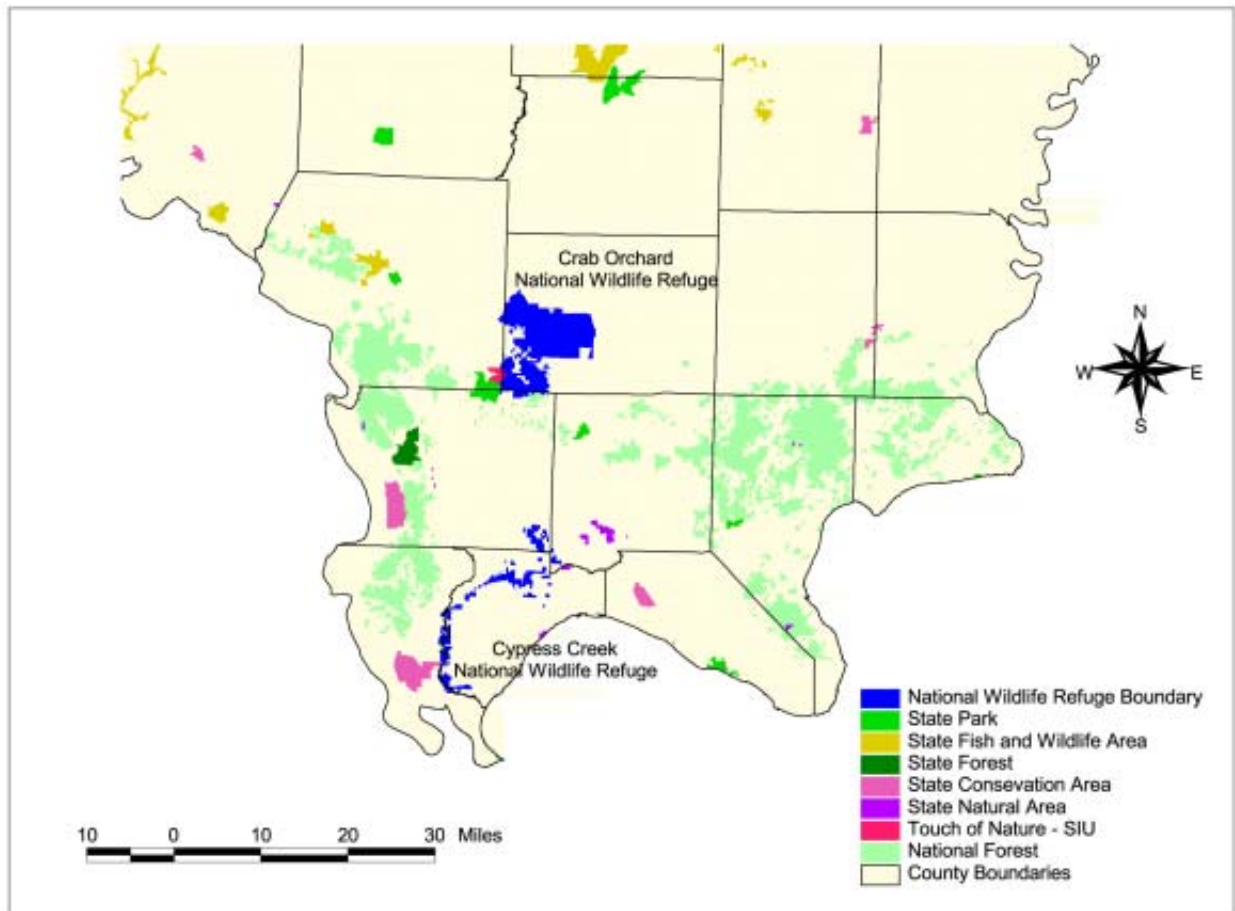 Crab Orchard
National Wildlife Refuge
N
W
E
S
Cypress Creek
National Wildlife Refuge
National Wildlife Refuge Boundary
State Park
State Fish and Wildlife Area
State Forest
State Consevation Area
State Natural Area
Touch of Nature - SIU
National Forest
County Boundaries
10 0 10 20 30 Miles